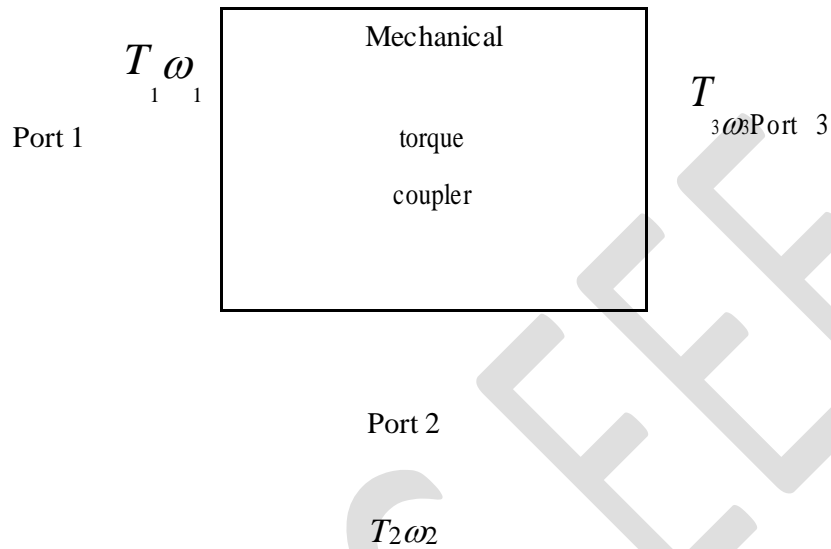 Mechanical
T1 ω1
T3 ω3 Port 3
Port 1
torque
coupler
Port 2
T2 ω2